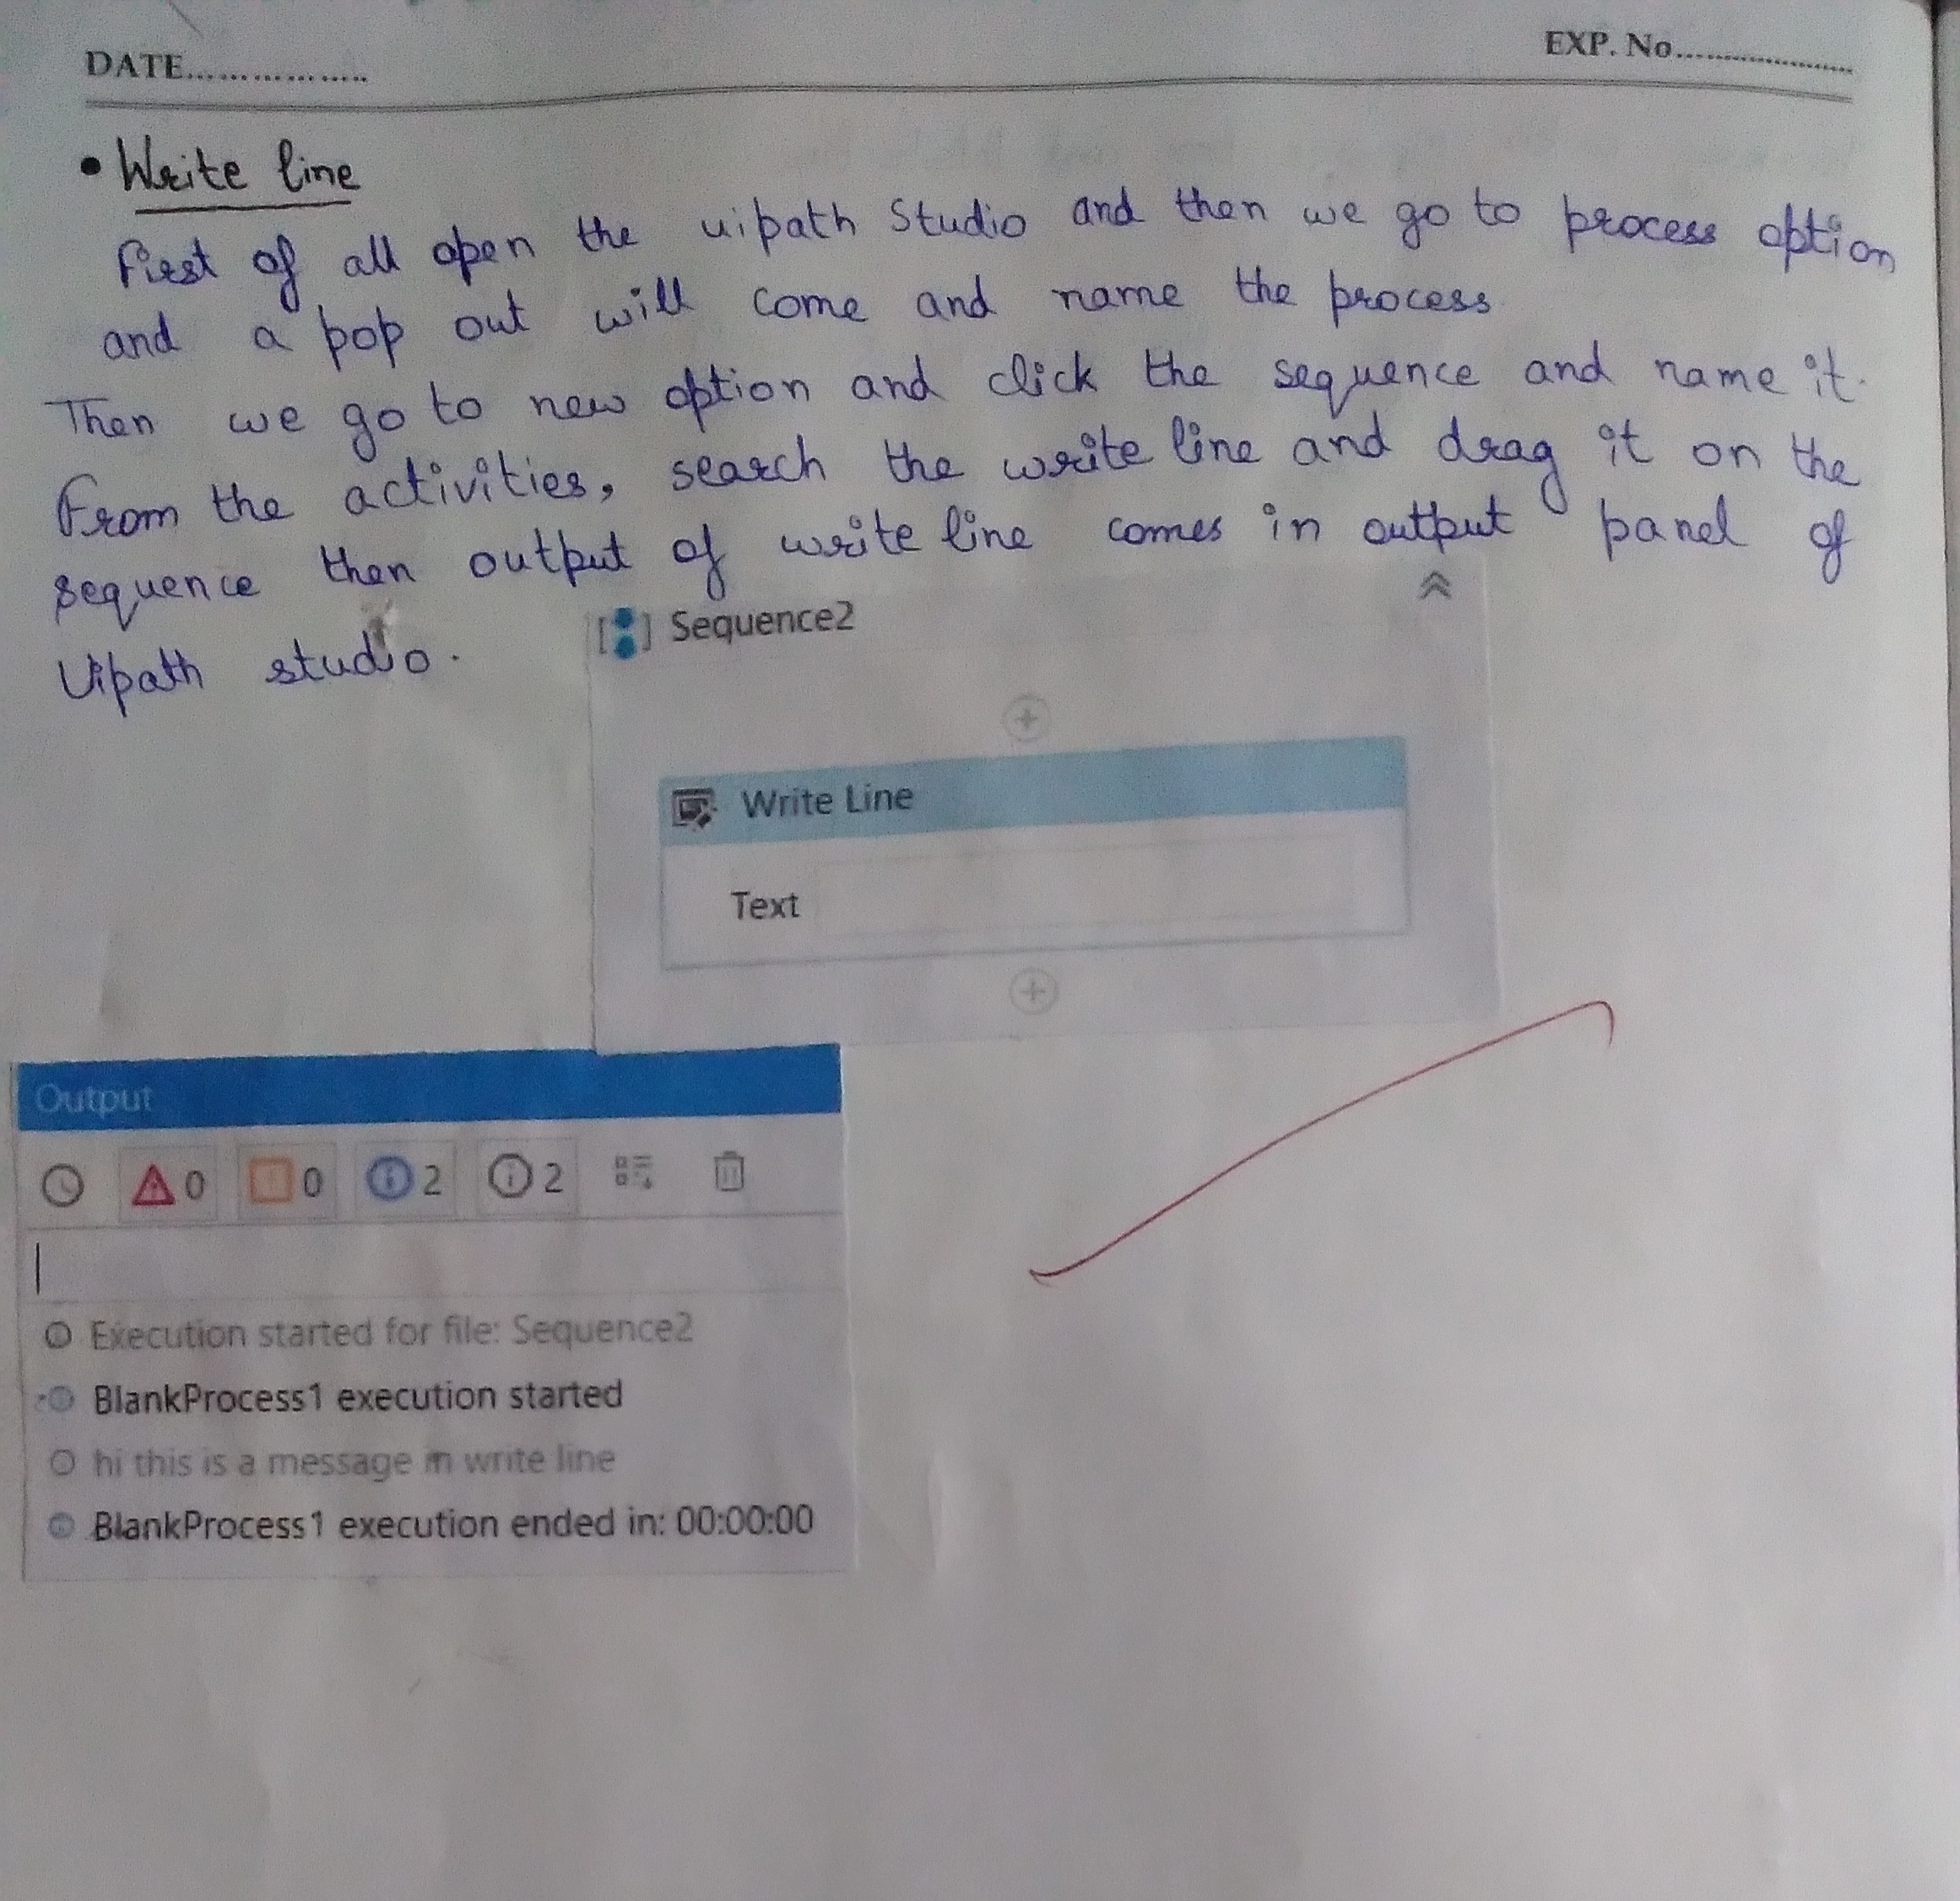 DATE.................
EXP. No....................
• Write line
First of all open the uipath Studio and then we go to process option
and a pop out will come and name the process
Then we go to new option and click the sequence and name it.
From the activities, search the write line and drag it on the
sequence then output of write line comes in output panel of
Uipath studio.
Sequence2
Write Line
Text
Output
0 0 2 2
Execution started for file: Sequence2
BlankProcess1 execution started
hi this is a message in write line
BlankProcess1 execution ended in: 00:00:00